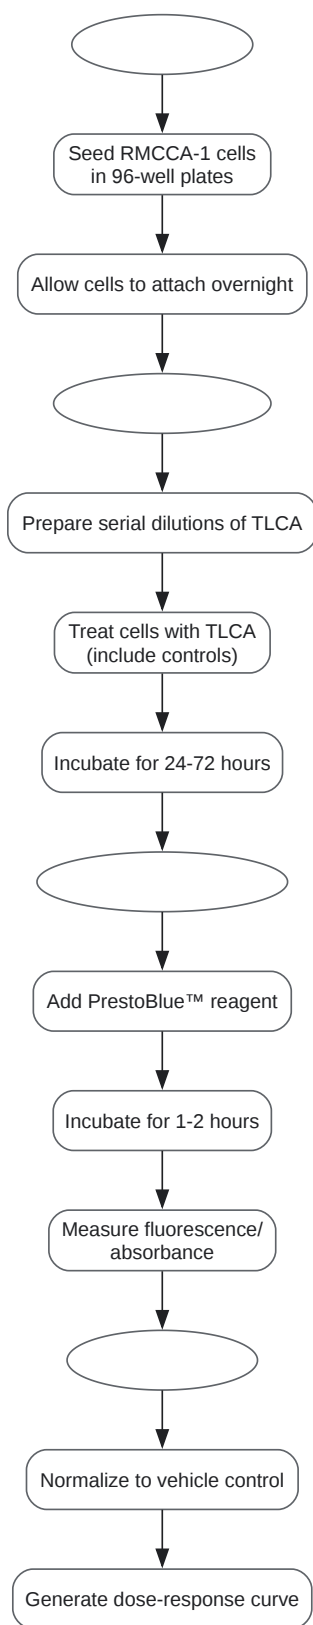 Seed RMCCA-1 cells
in 96-well plates
Allow cells to attach overnight
Prepare serial dilutions of TLCA
Treat cells with TLCA
(include controls)
Incubate for 24-72 hours
Add PrestoBlue™ reagent
Incubate for 1-2 hours
Measure fluorescence/
absorbance
Normalize to vehicle control
Generate dose-response curve